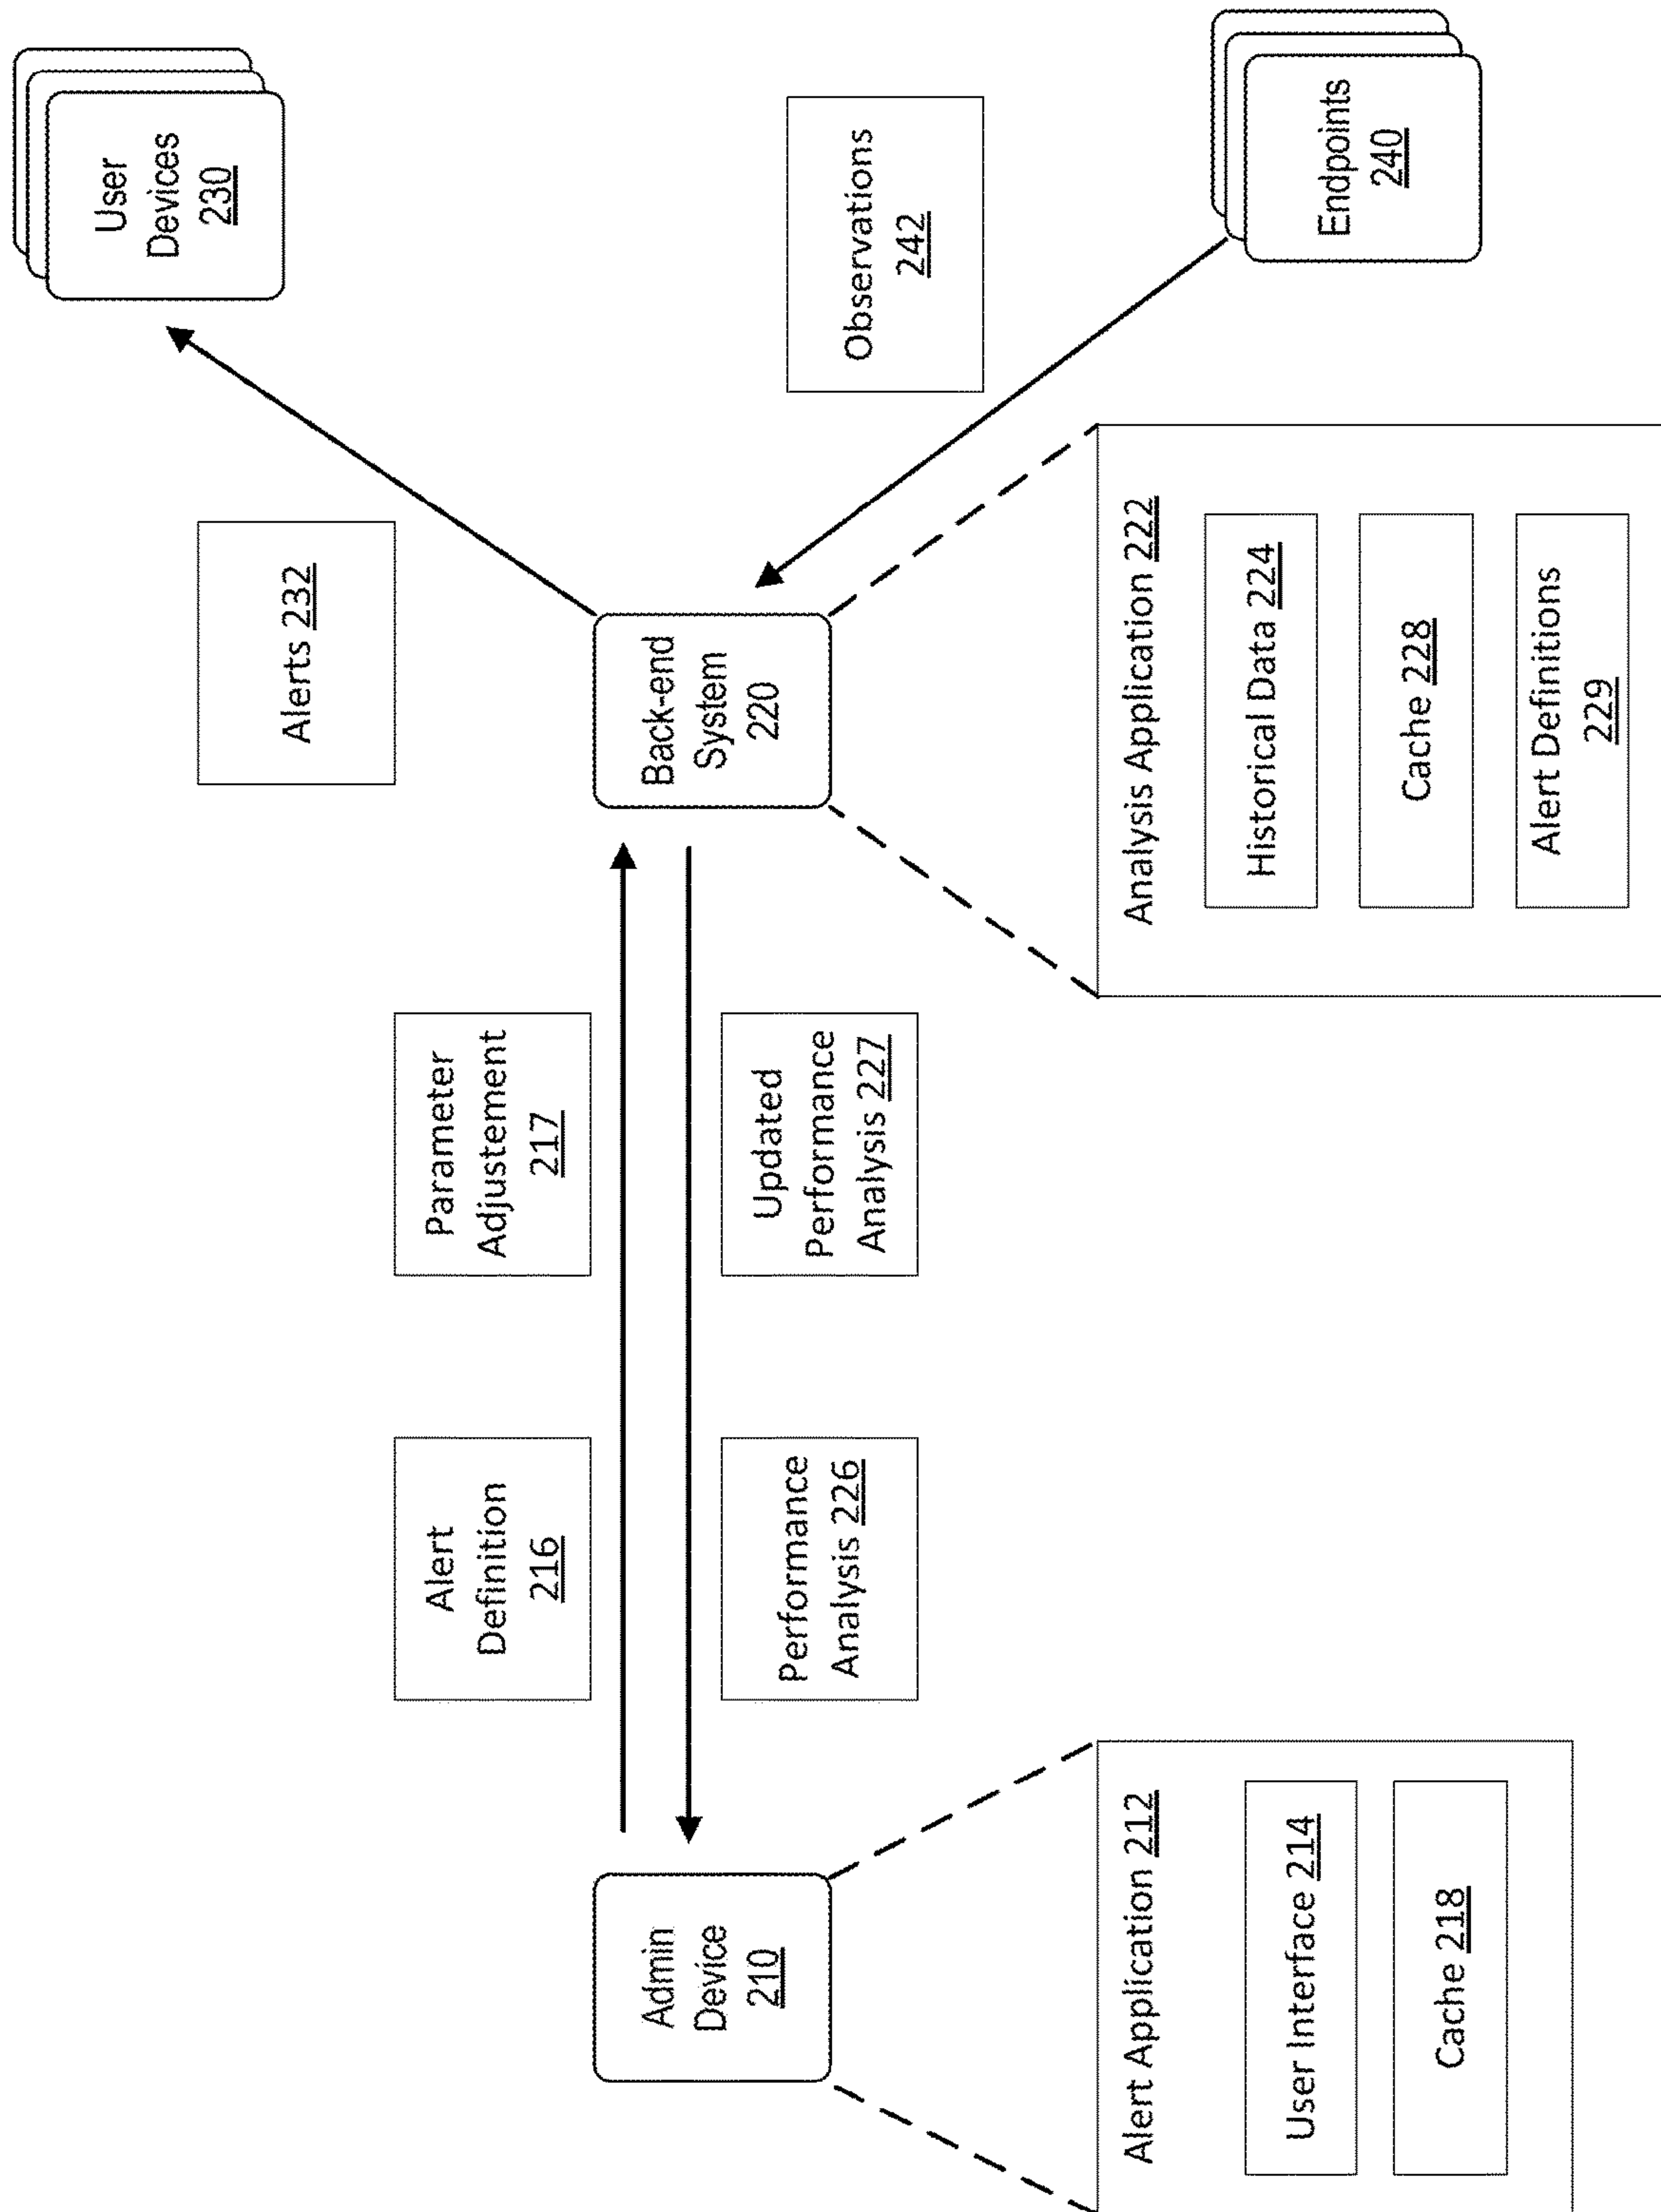 User
Devices
230
Alerts 232
Parameter
Adjustement
217
Alert
Definition
216
Admin
Device
210
Back-end
System
220
Performance
Analysis 226
Updated
Performance
Analysis 227
Observations
242
Endpoints
240
Alert Application 212
User Interface 214
Cache 218
Analysis Application 222
Historical Data 224
Cache 228
Alert Definitions
229